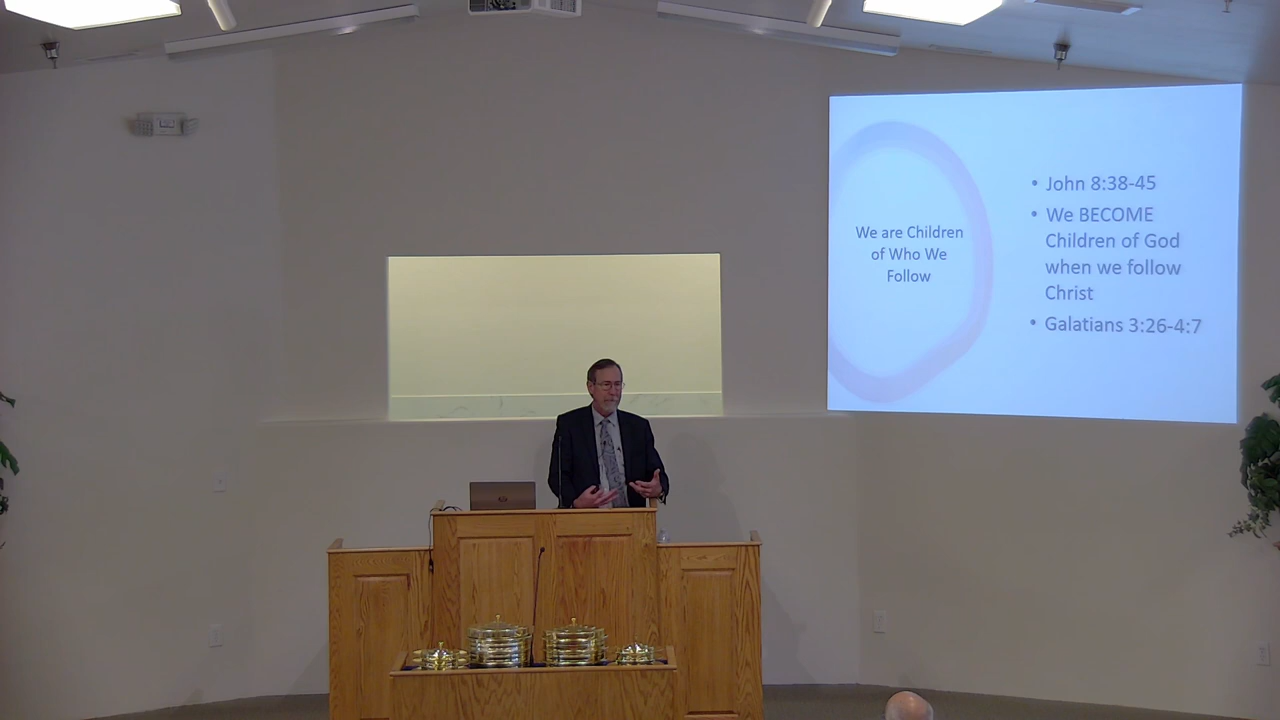 We are Children
of Who We
Follow
• John 8:38-45
• We BECOME
Children of God
when we follow
Christ
• Galatians 3:26-4:7